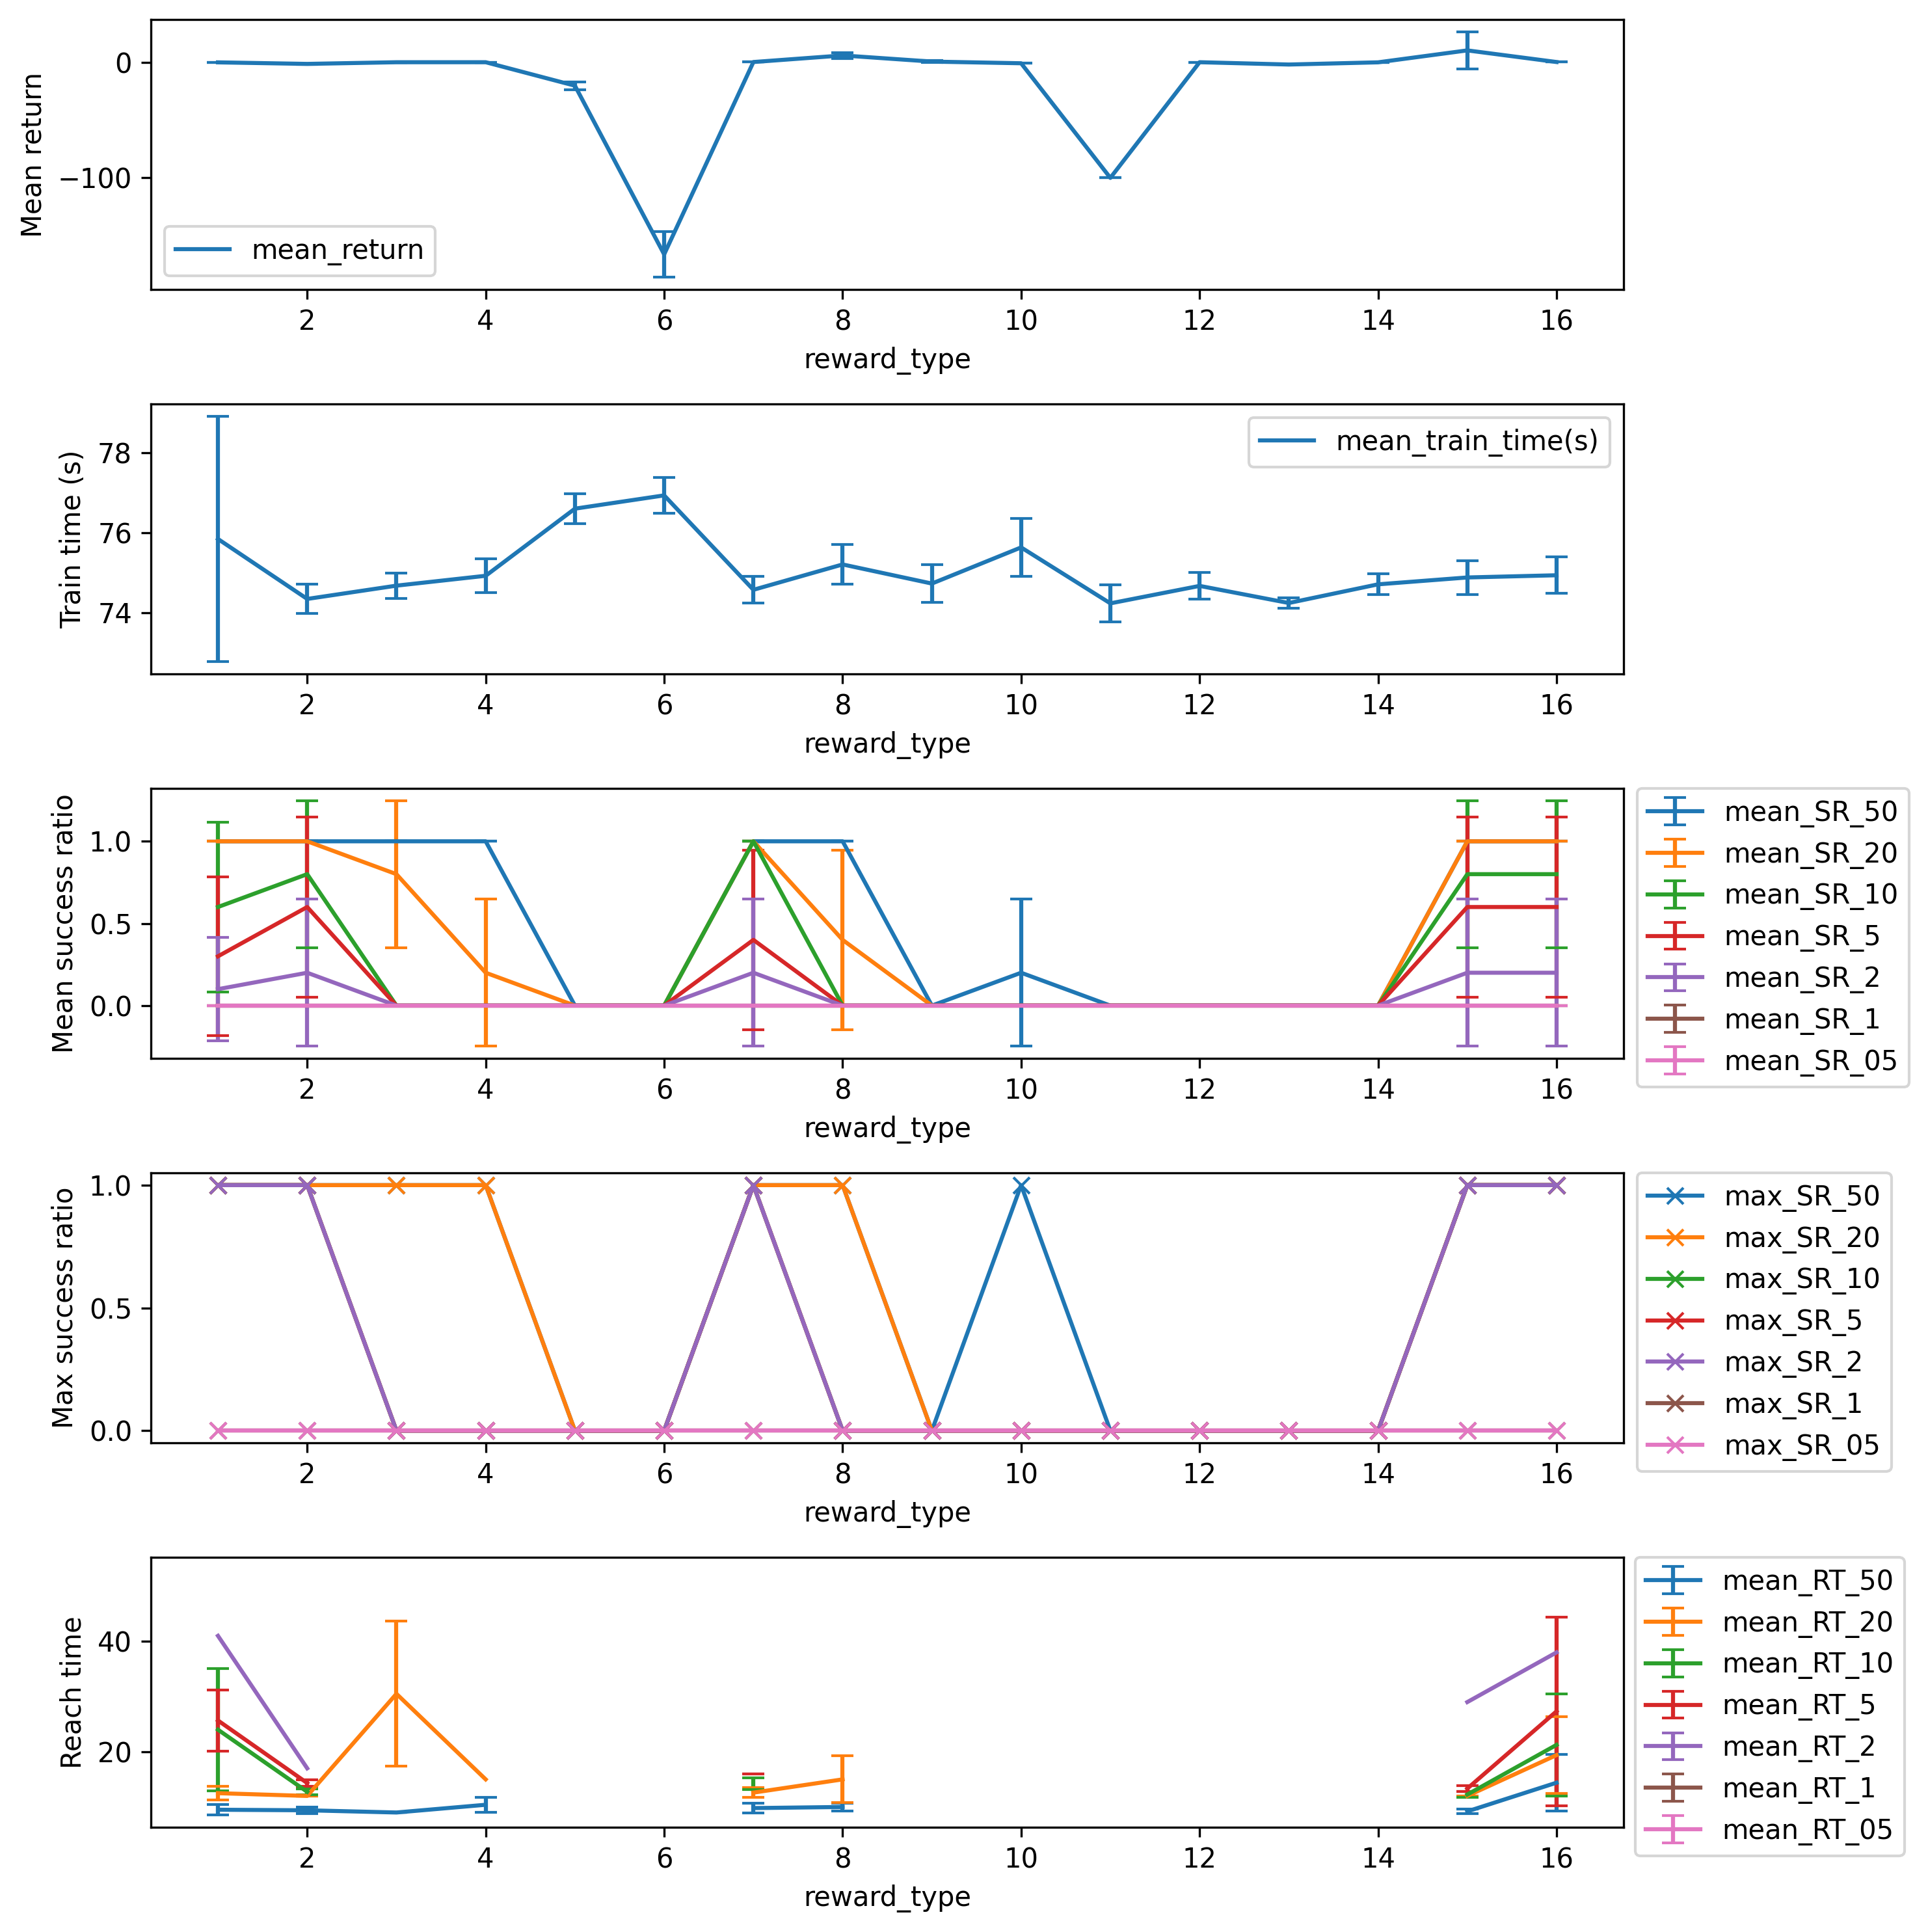 0
−100
Mean return
mean_return
2 4 6 8 10 12 14 16
reward_type
78
76
74
Train time (s)
mean_train_time(s)
2 4 6 8 10 12 14 16
reward_type
1.0
0.5
0.0
Mean success ratio
mean_SR_50
mean_SR_20
mean_SR_10
mean_SR_5
mean_SR_2
mean_SR_1
mean_SR_05
2 4 6 8 10 12 14 16
reward_type
1.0
0.5
0.0
Max success ratio
max_SR_50
max_SR_20
max_SR_10
max_SR_5
max_SR_2
max_SR_1
max_SR_05
2 4 6 8 10 12 14 16
reward_type
40
20
Reach time
mean_RT_50
mean_RT_20
mean_RT_10
mean_RT_5
mean_RT_2
mean_RT_1
mean_RT_05
2 4 6 8 10 12 14 16
reward_type